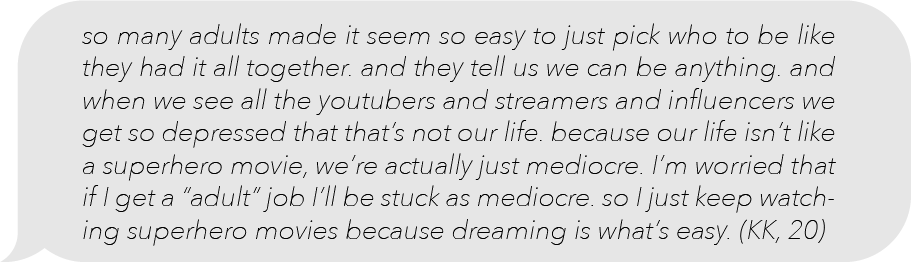 so many adults made it seem so easy to just pick who to be like
they had it all together. and they tell us we can be anything. and
when we see all the youtubers and streamers and influencers we
get so depressed that that’s not our life. because our life isn’t like
a superhero movie, we’re actually just mediocre. I’m worried that
if I get a “adult” job I’ll be stuck as mediocre. so I just keep watch-
ing superhero movies because dreaming is what’s easy. (KK, 20)